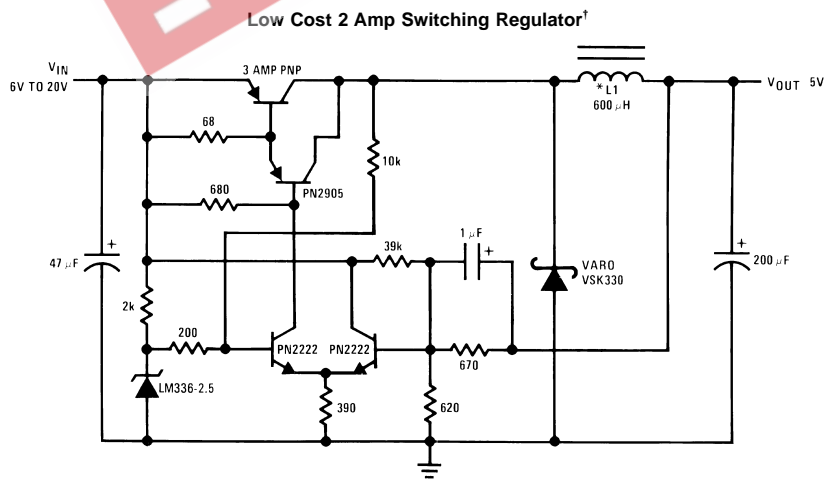 Low Cost 2 Amp Switching Regulator†
VIN
6V TO 20V
3 AMP PNP
VOUT 5V
*L1
600 μH
68
10k
PN2905
680
39k
1 μF
+
+
47 μF
VARO
VSK330
+
200 μF
2k
200
PN2222
PN2222
670
LM336-2.5
390
620